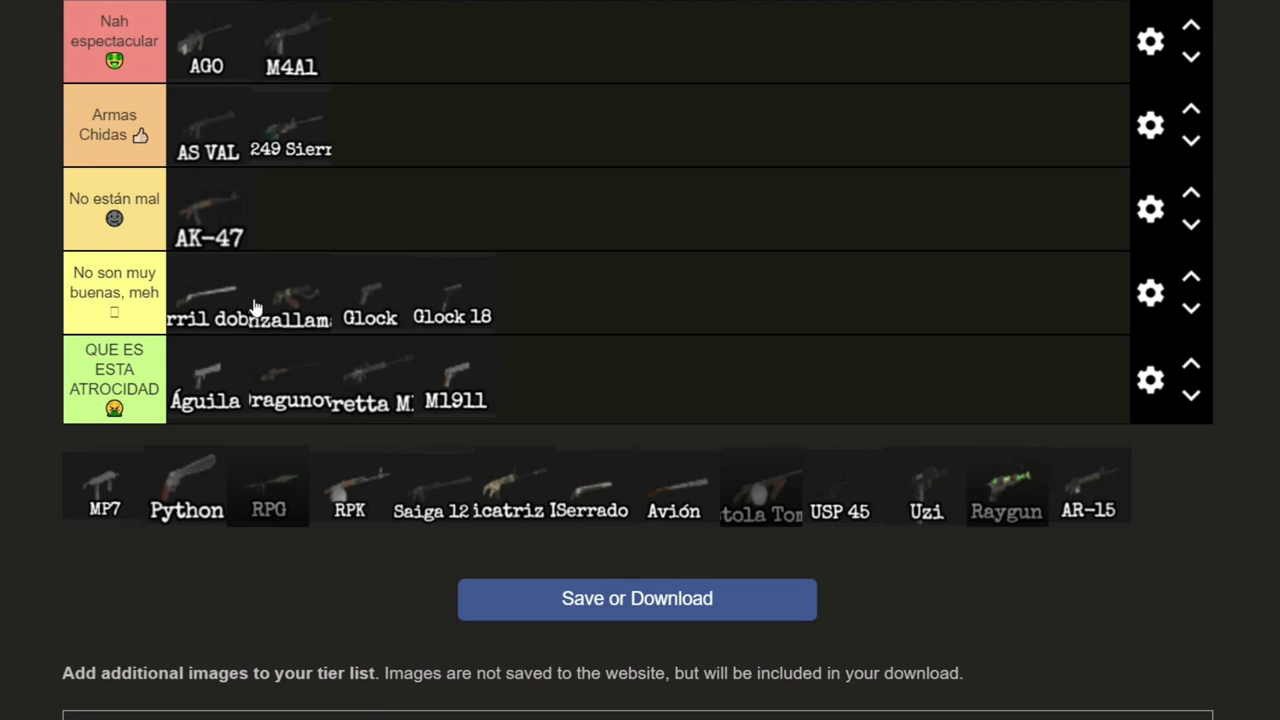 Nah
espectacular
AGO
M4A1
Armas
Chidas
AS VAL
249 Sierr
No están mal
AK-47
No son muy
buenas, meh
rril dob
nzallam
Glock
Glock 18
QUE ES
ESTA
ATROCIDAD
Águila
ragunov
retta M
M1911
MP7
Python
RPG
RPK
Saiga 12
icatriz
Serrado
Avión
tola Tom
USP 45
Uzi
Raygun
AR-15
Save or Download
Add additional images to your tier list. Images are not saved to the website, but will be included in your download.